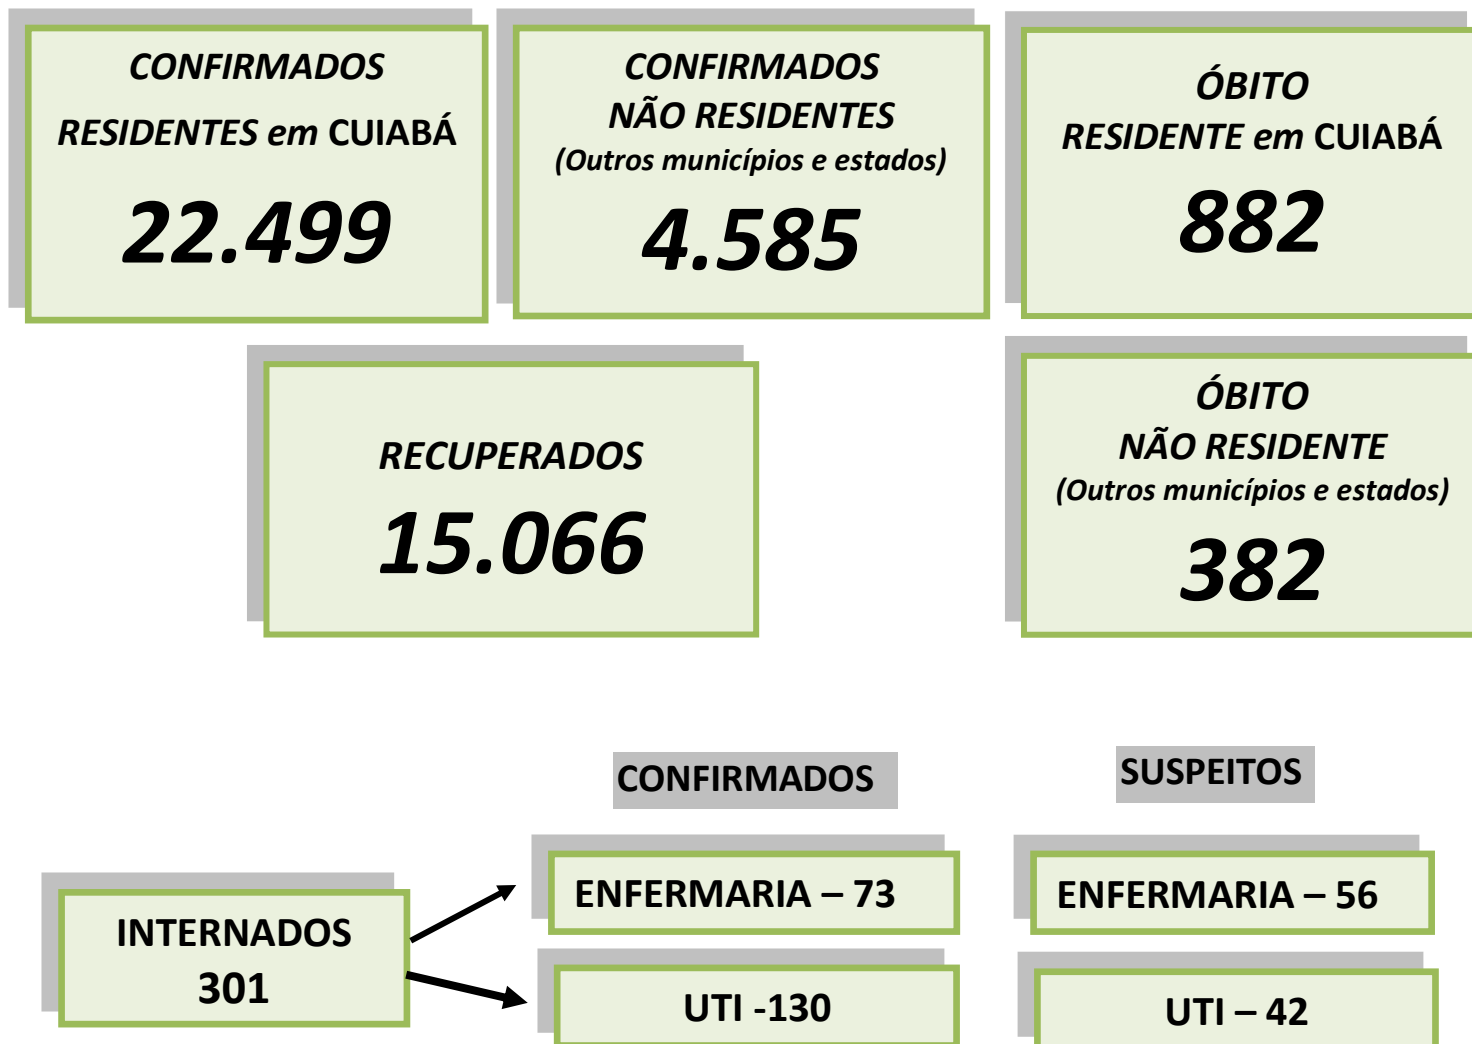 CONFIRMADOS
RESIDENTES em CUIABÁ
22.499
CONFIRMADOS
NÃO RESIDENTES
(Outros municípios e estados)
4.585
ÓBITO
RESIDENTE em CUIABÁ
882
RECUPERADOS
15.066
ÓBITO
NÃO RESIDENTE
(Outros municípios e estados)
382
CONFIRMADOS
SUSPEITOS
INTERNADOS
301
ENFERMARIA – 73
UTI -130
ENFERMARIA – 56
UTI – 42